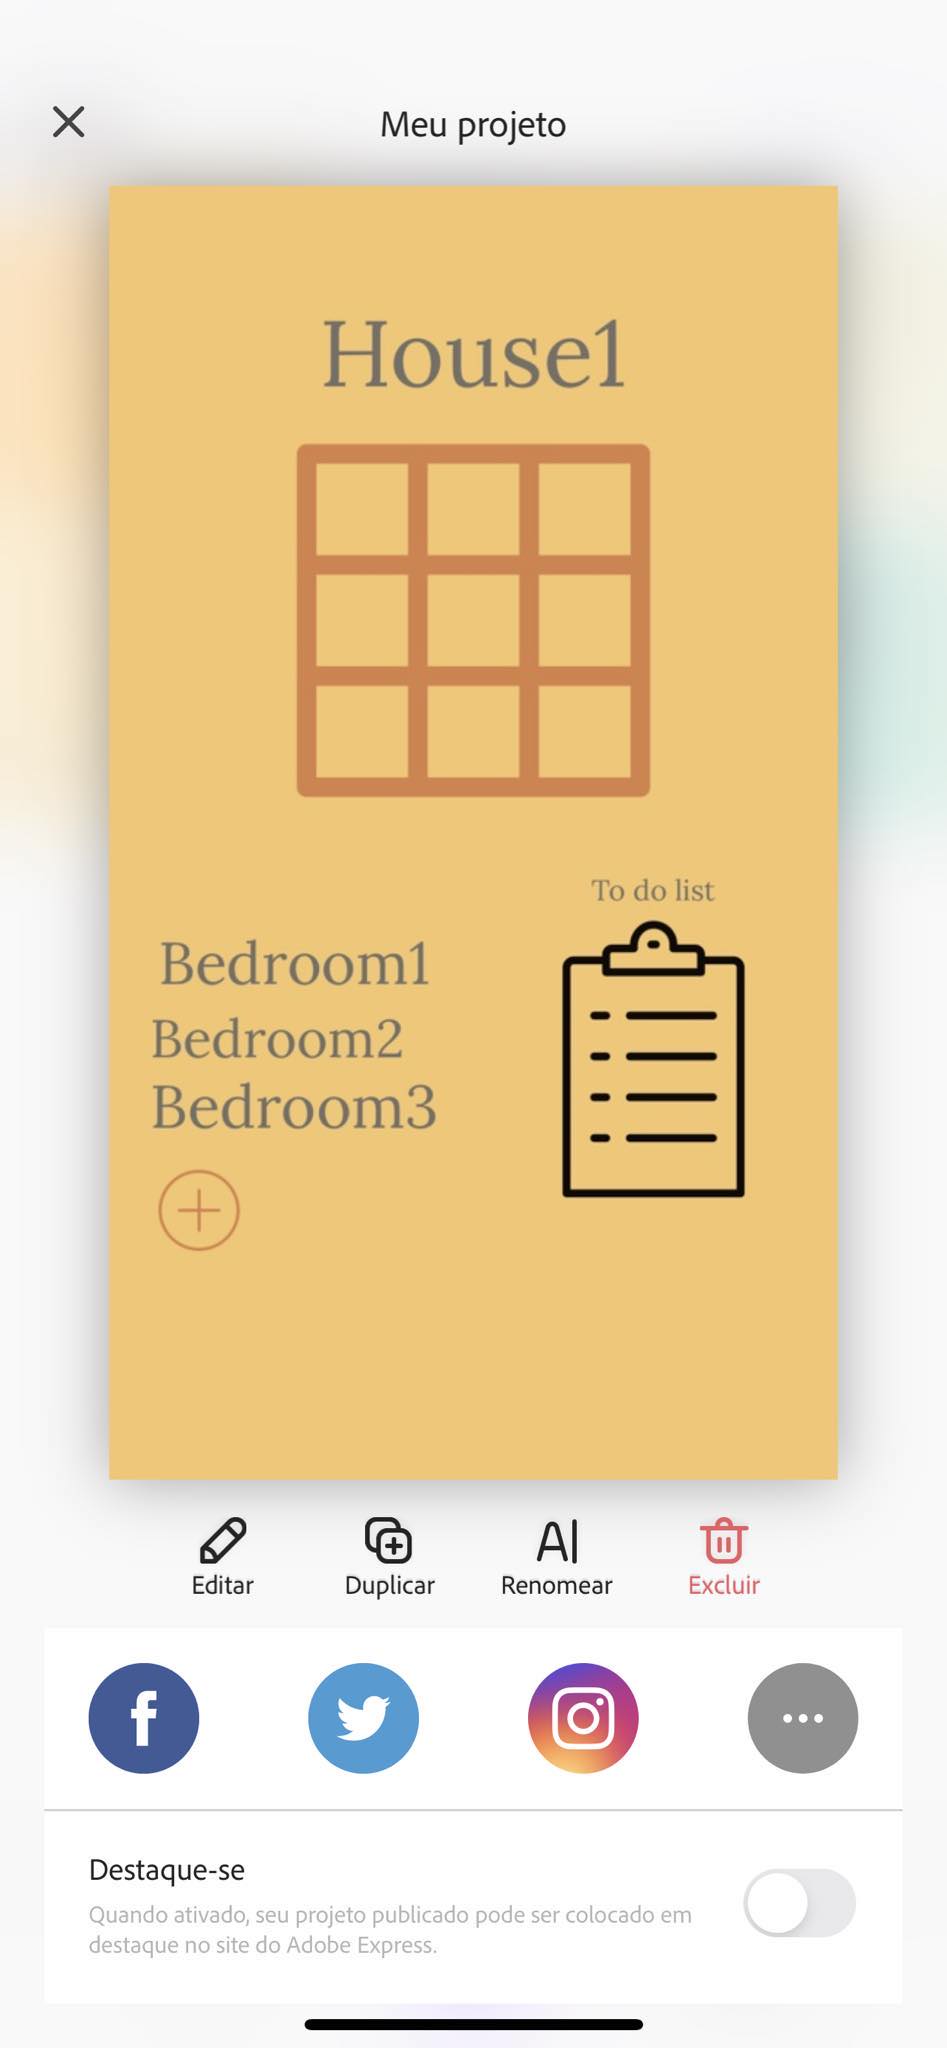 Meu projeto
House1
To do list
Bedroom1
Bedroom2
Bedroom3
Editar
Duplicar
Renomear
Excluir
Destaque-se
Quando ativado, seu projeto publicado pode ser colocado em
destaque no site do Adobe Express.